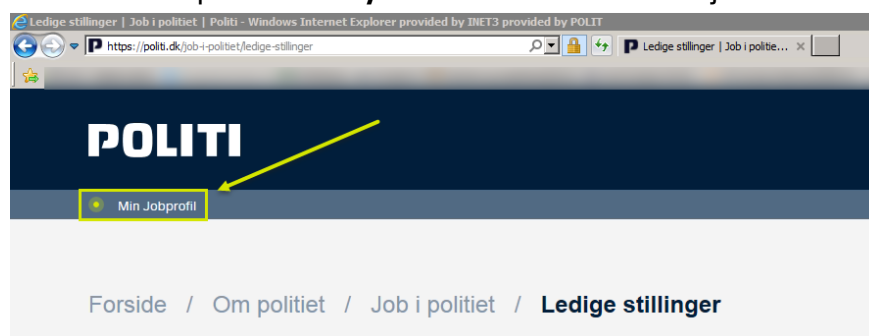 Ledige stillinger | Job i politiet | Politi - Windows Internet Explorer provided by INET3 provided by POLIT
https://politi.dk/job-i-politiet/ledige-stillinger
Ledige stillinger | Job i politie...
POLITI
Min Jobprofil
Forside / Om politiet / Job i politiet / Ledige stillinger